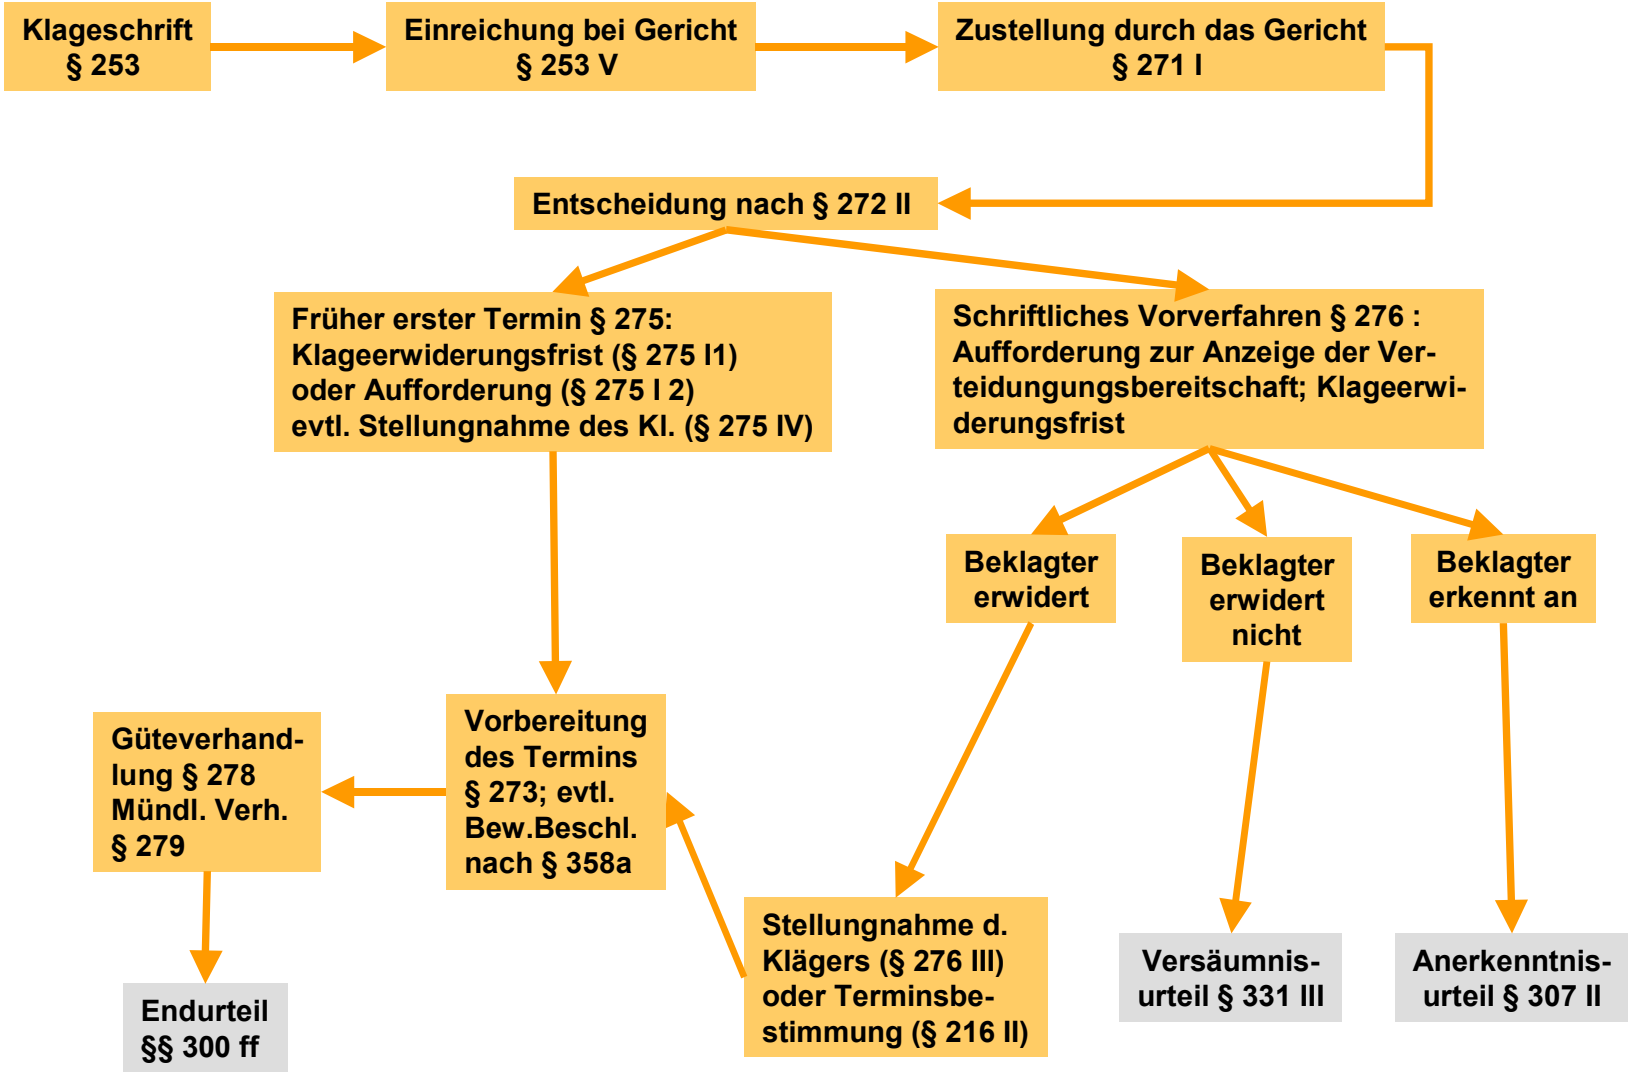 Klageschrift
§ 253
Einreichung bei Gericht
§ 253 V
Zustellung durch das Gericht
§ 271 I
Entscheidung nach § 272 II
Früher erster Termin § 275:
Klageerwiderungsfrist (§ 275 I1)
oder Aufforderung (§ 275 I 2)
evtl. Stellungnahme des Kl. (§ 275 IV)
Schriftliches Vorverfahren § 276 :
Aufforderung zur Anzeige der Ver-
teidungungsbereitschaft; Klageerwi-
derungsfrist
Beklagter
erwidert
Beklagter
erwidert
nicht
Beklagter
erkennt an
Güteverhand-
lung § 278
Mündl. Verh.
§ 279
Vorbereitung
des Termins
§ 273; evtl.
Bew.Beschl.
nach § 358a
Stellungnahme d.
Klägers (§ 276 III)
oder Terminsbe-
stimmung (§ 216 II)
Versäumnis-
urteil § 331 III
Anerkenntnis-
urteil § 307 II
Endurteil
§§ 300 ff